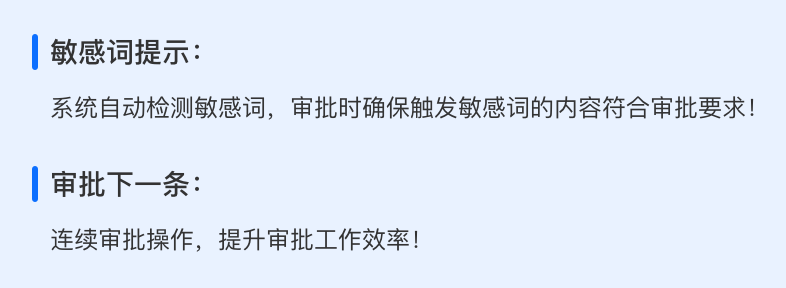 敏感词提示：
系统自动检测敏感词，审批时确保触发敏感词的内容符合审批要求！
审批下一条：
连续审批操作，提升审批工作效率！